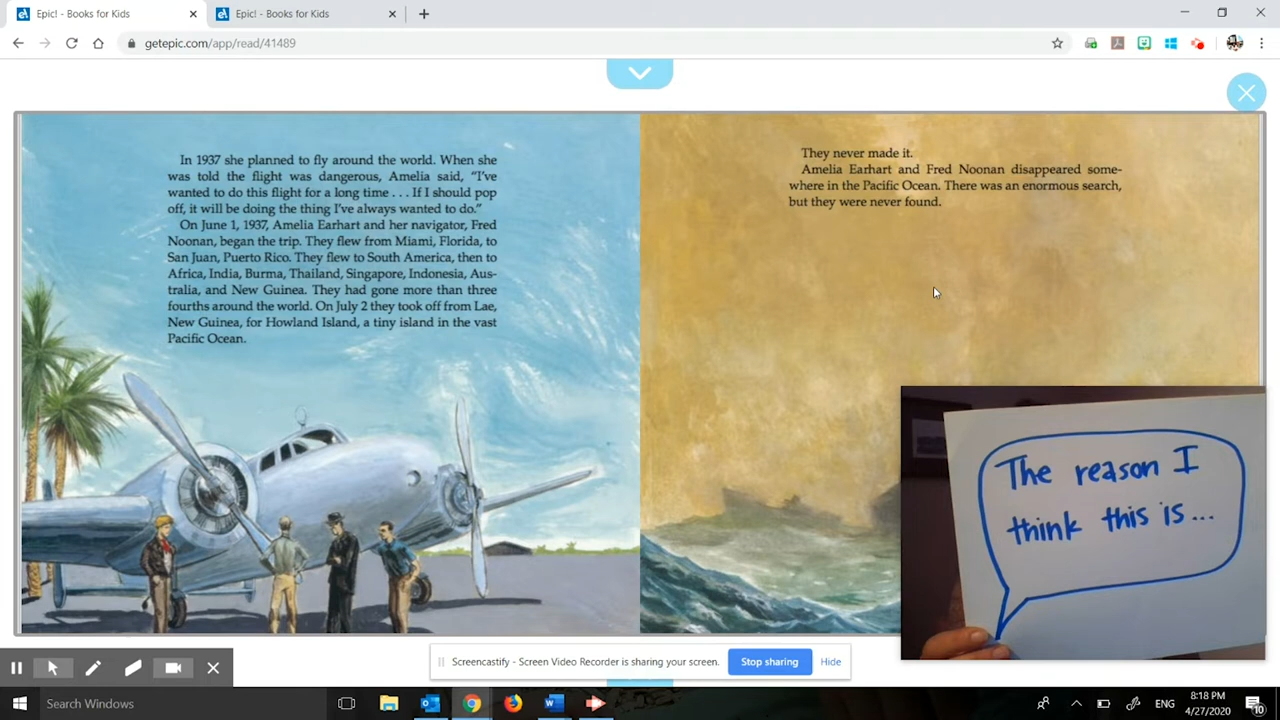 Epic! - Books for Kids
Epic! - Books for Kids
getepic.com/app/read/41489
In 1937 she planned to fly around the world. When she
was told the flight was dangerous, Amelia said, “I’ve
wanted to do this flight for a long time . . . If I should pop
off, it will be doing the thing I’ve always wanted to do.”
On June 1, 1937, Amelia Earhart and her navigator, Fred
Noonan, began the trip. They flew from Miami, Florida, to
San Juan, Puerto Rico. They flew to South America, then to
Africa, India, Burma, Thailand, Singapore, Indonesia, Aus-
tralia, and New Guinea. They had gone more than three
fourths around the world. On July 2 they took off from Lae,
New Guinea, for Howland Island, a tiny island in the vast
Pacific Ocean.
They never made it.
Amelia Earhart and Fred Noonan disappeared some-
where in the Pacific Ocean. There was an enormous search,
but they were never found.
The reason I
think this is...
Screencastify - Screen Video Recorder is sharing your screen.
Stop sharing
Hide
Search Windows
ENG
8:18 PM
4/27/2020
10